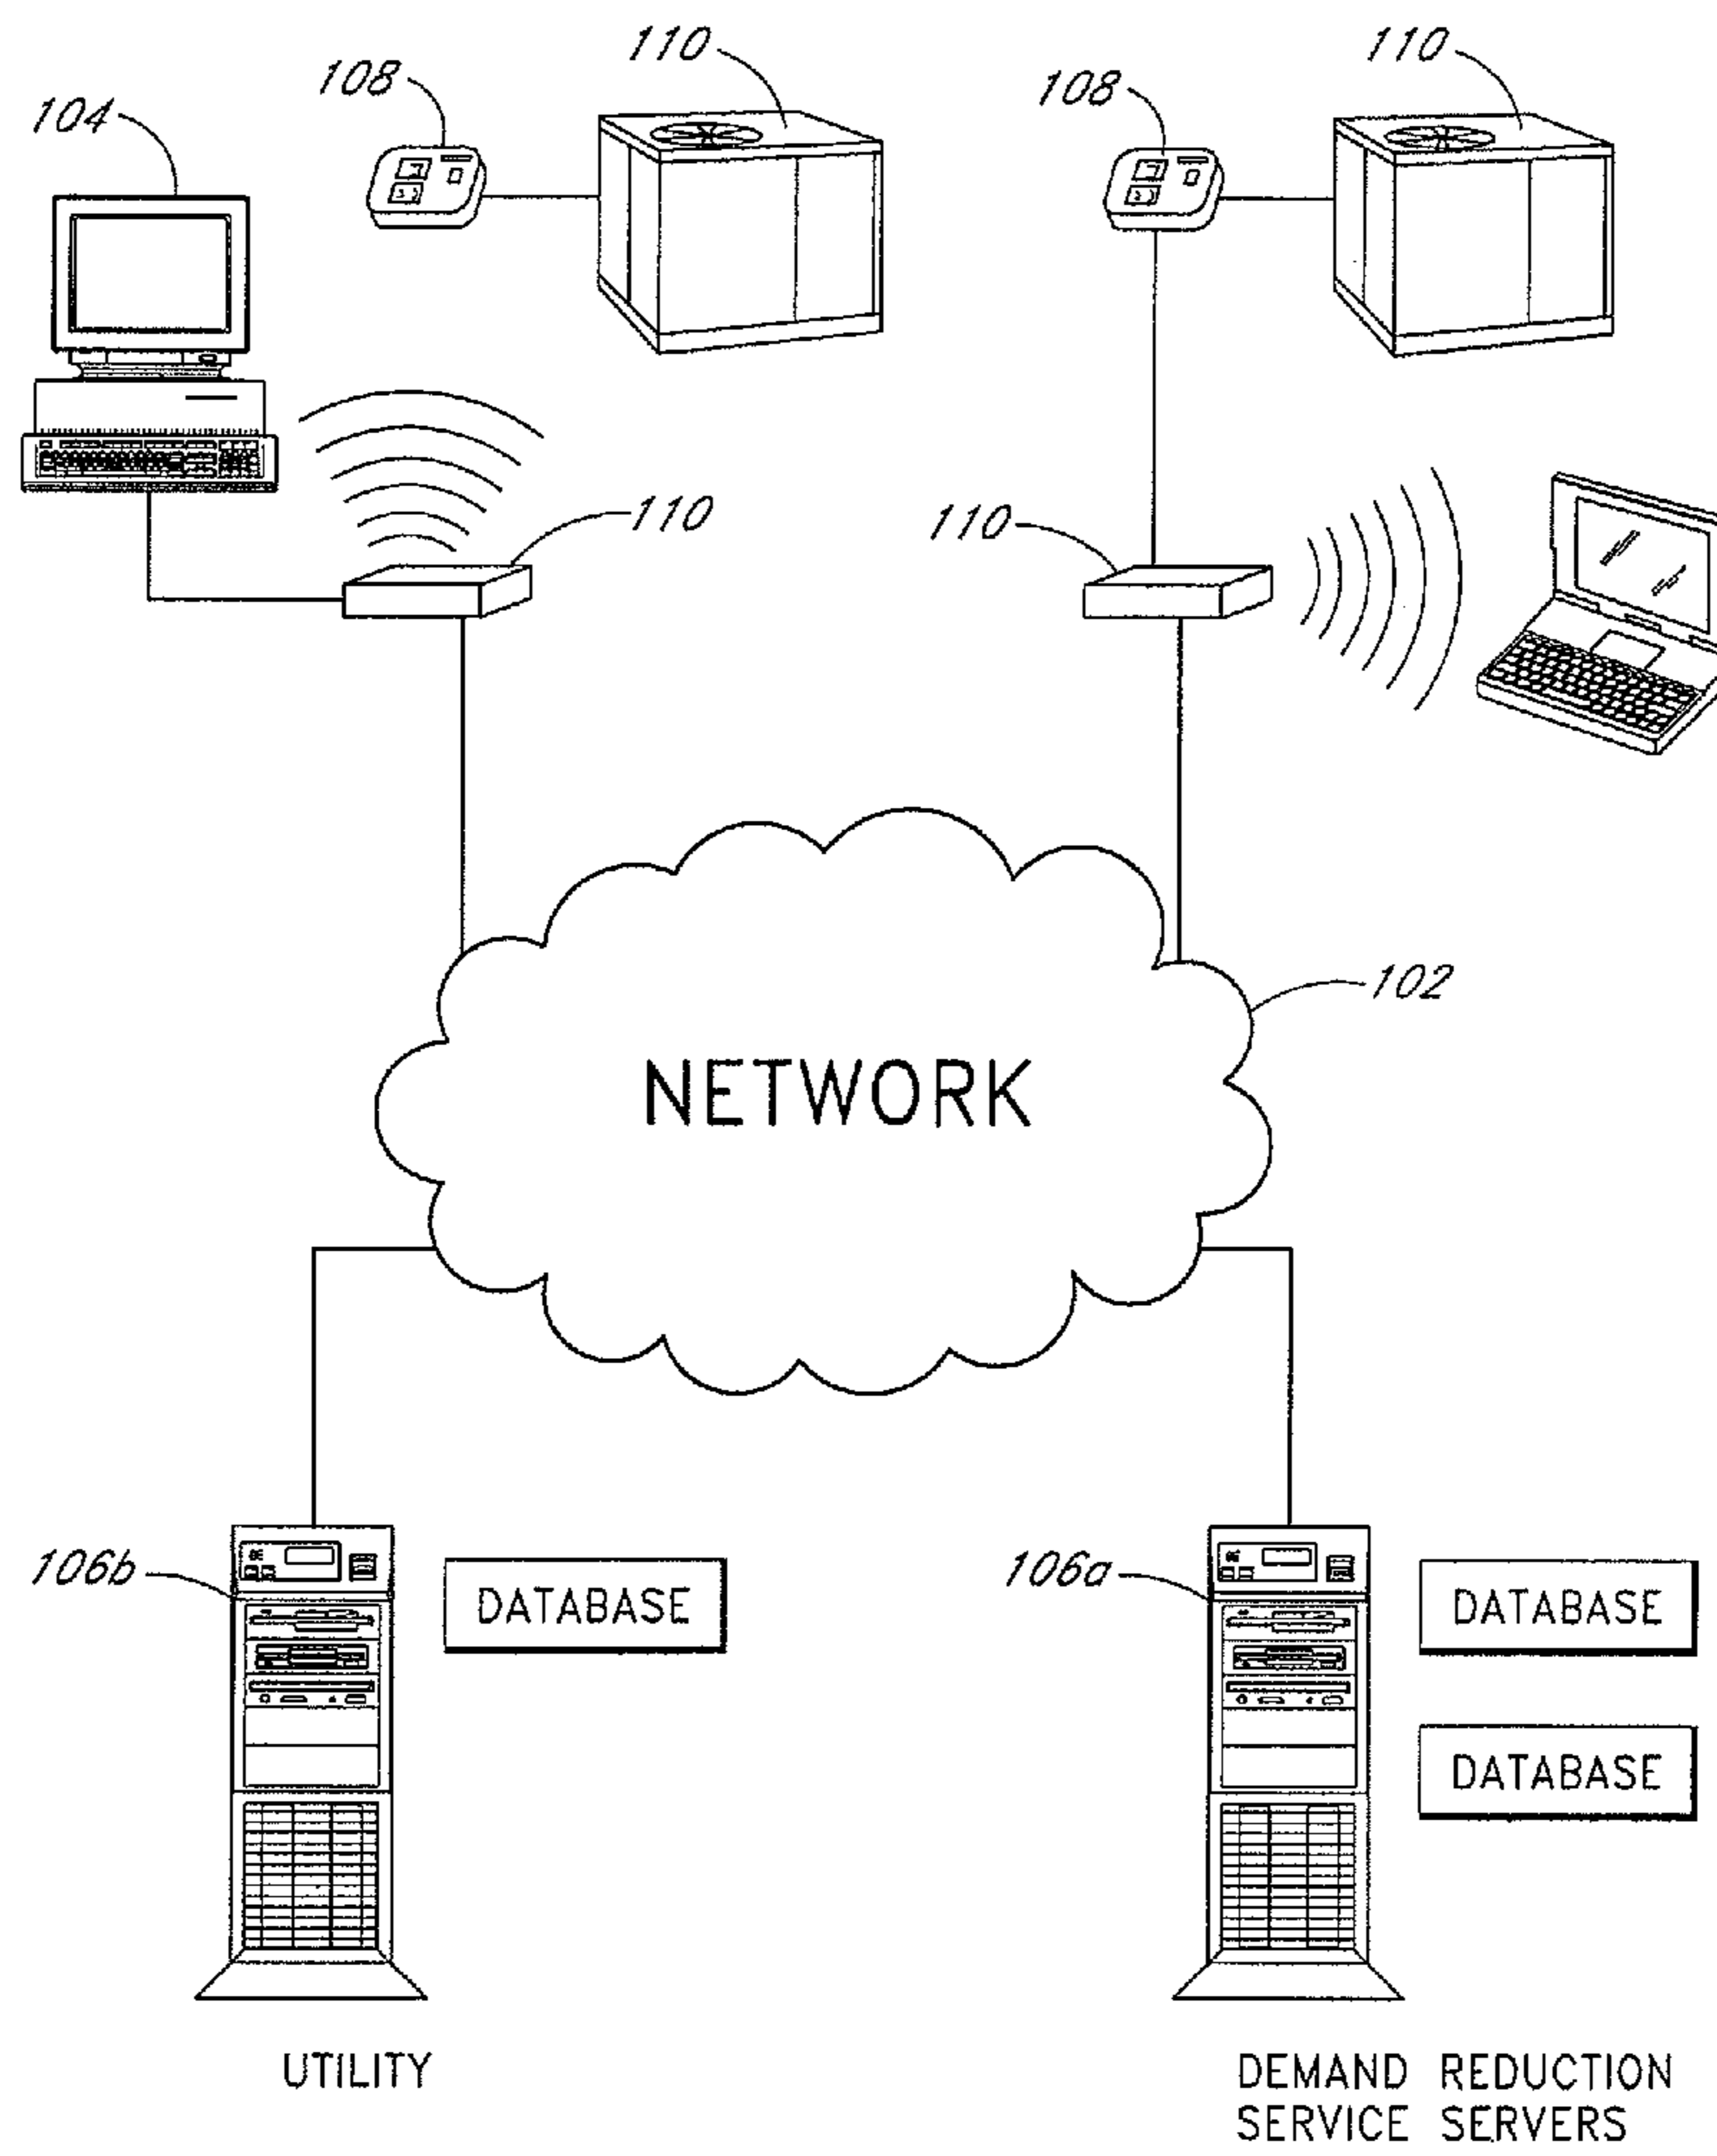 110
110
108
108
104
110
110
102
NETWORK
106b
106a
DATABASE
DATABASE
DATABASE
UTILITY
DEMAND REDUCTION
SERVICE SERVERS